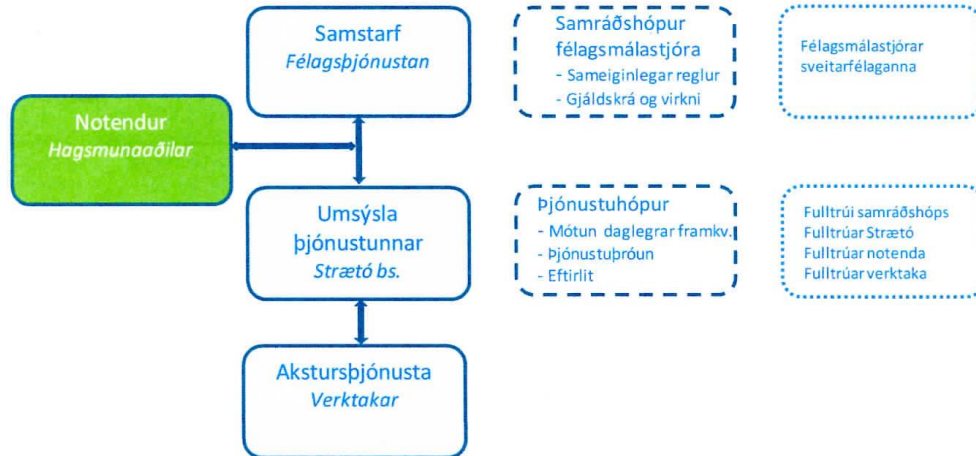 Samstarf
Félagsþjónustan
Samráðshópur
félagsmálastjóra
- Sameiginlegar reglur
- Gjáldskrá og virkni
Félagsmálastjórar
sveitarfélaganna
Notendur
Hagsmunaaðilar
Umsýsla
þjónustunnar
Strætó bs.
Þjónustuhópur
- Mótun daglegrar framkv.
- Þjónustuþróun
- Eftirlit
Fulltrúi samráðshóps
Fulltrúar Strætó
Fulltrúar notenda
Fulltrúar verktaka
Akstursþjónusta
Verktakar